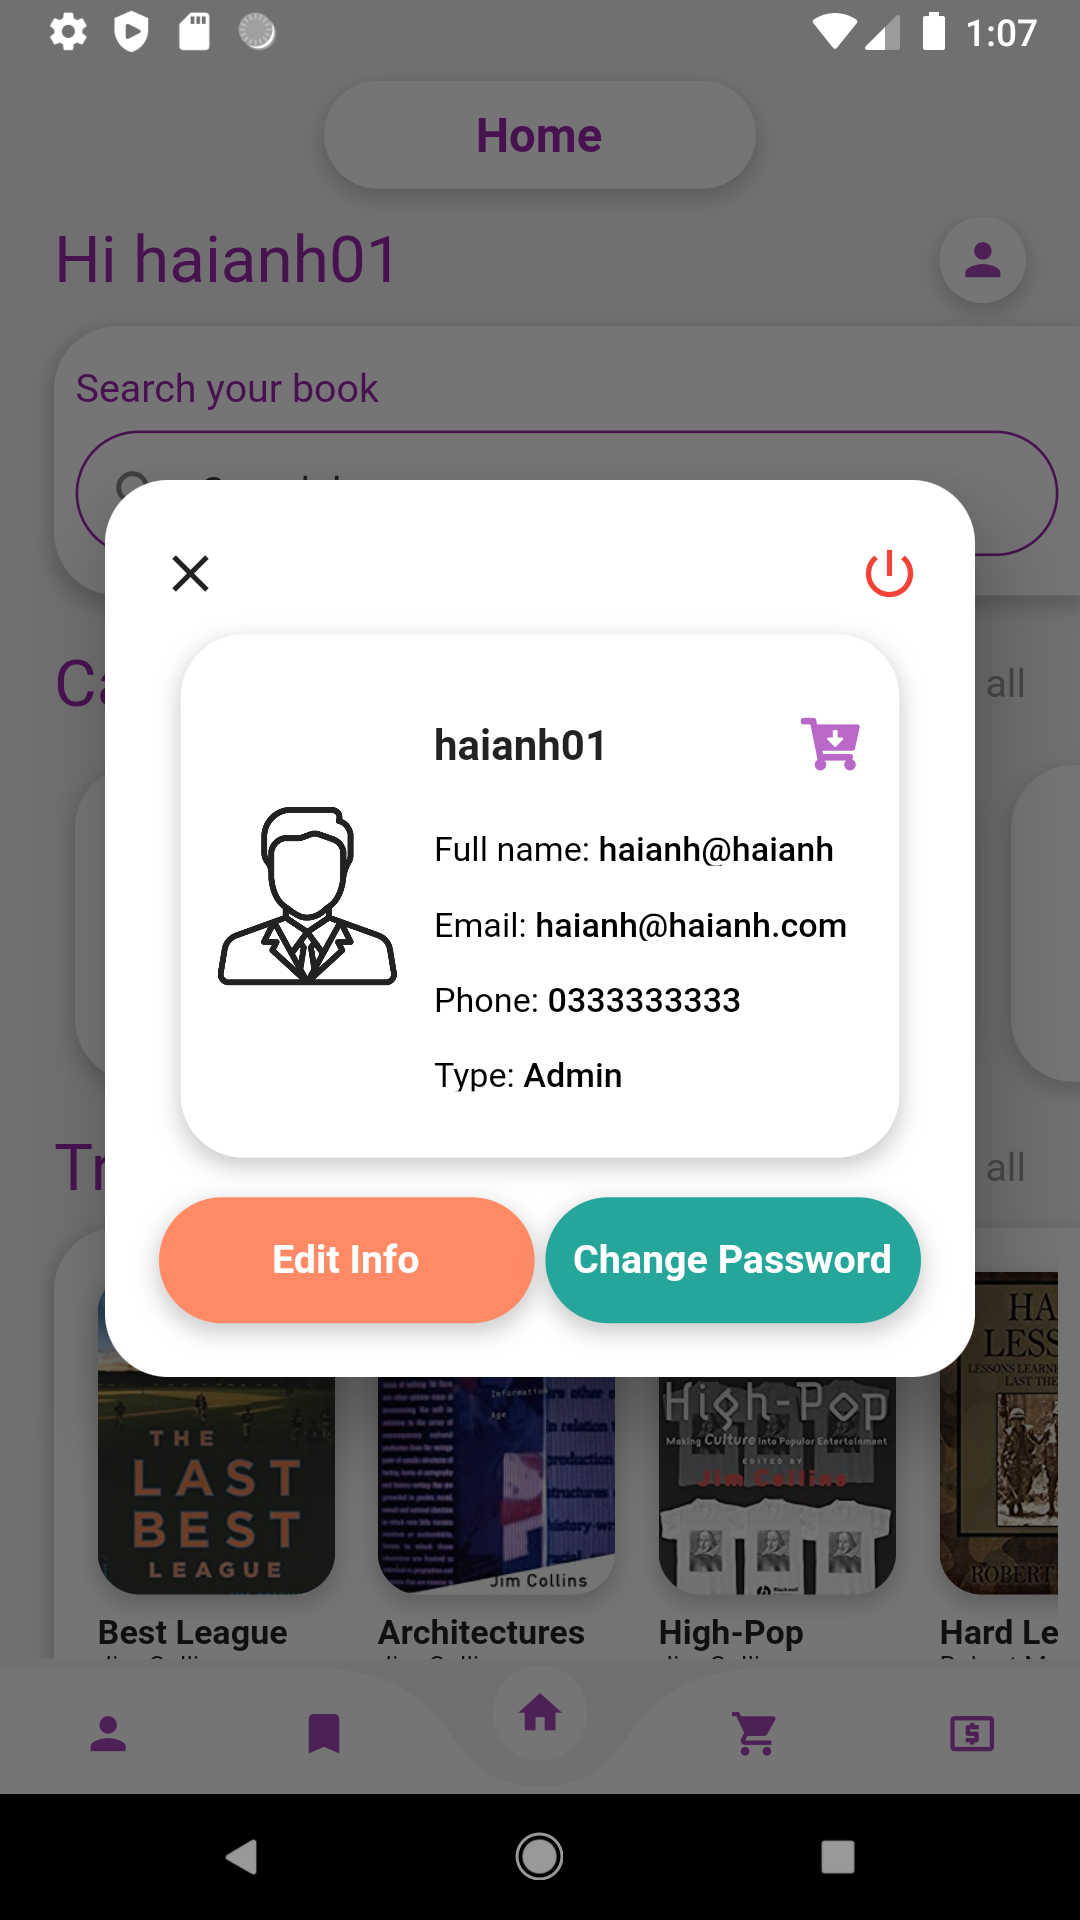 1:07
Home
Hi haianh01
Search your book
all
haianh01
Full name: haianh@haianh
Email: haianh@haianh.com
Phone: 0333333333
Type: Admin
all
Edit Info
Change Password
THE
LAST
BEST
LEAGUE
Information
Age
Jim Collins
High-Pop
Making Culture into Popular Entertainment
EDITED BY
Jim Collins
HA
LESS
LESSONS LEARNE
LAST THE
ROBERT
Best League
Architectures
High-Pop
Hard Le